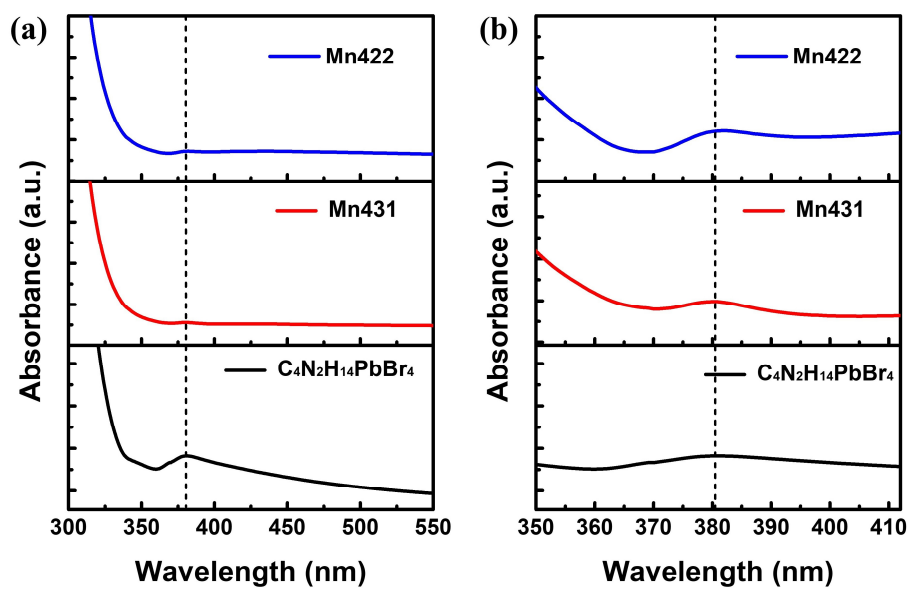 (a)
Mn422
Mn431
C₄N₂H₁₄PbBr₄
Absorbance (a.u.)
300 350 400 450 500 550
Wavelength (nm)
(b)
Mn422
Mn431
C₄N₂H₁₄PbBr₄
Absorbance (a.u.)
350 360 370 380 390 400 410
Wavelength (nm)